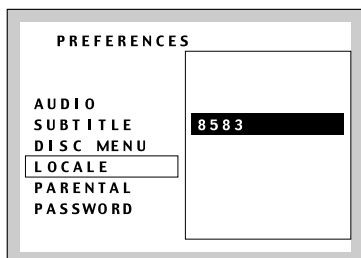 PREFERENCES
AUDIO
SUBTITLE
8583
DISC MENU
LOCALE
PARENTAL
PASSWORD